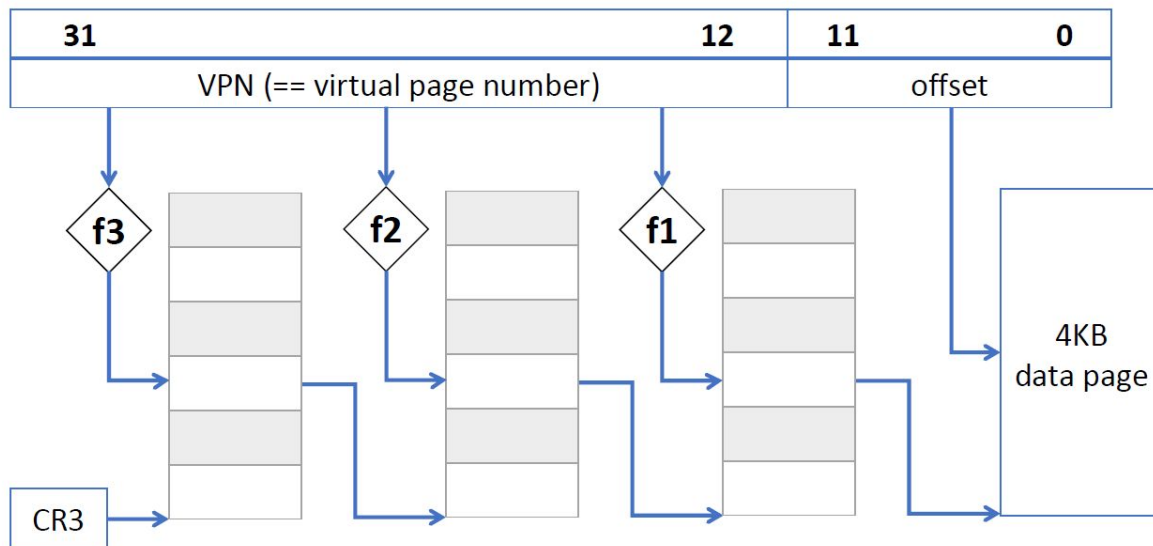 31 12 11 0
VPN (== virtual page number) offset
f3 f2 f1
4KB
data page
CR3